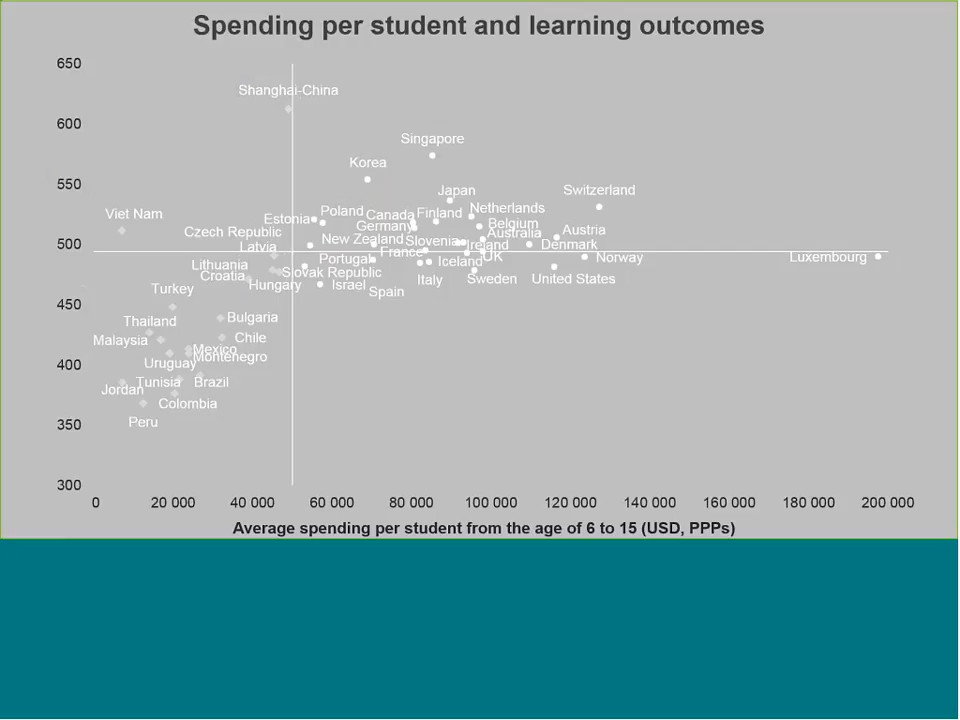 Spending per student and learning outcomes
650
Shanghai-China
600
Singapore
Korea
550
Japan
Switzerland
Viet Nam
Estonia
Poland
Canada
Finland
Netherlands
Germany
Belgium
Czech Republic
New Zealand
Slovenia
Australia
Austria
500
Latvia
France
Ireland
Denmark
Lithuania
Portugal
Iceland
UK
Norway
Luxembourg
Croatia
Slovak Republic
Hungary
Israel
Spain
Italy
Sweden
United States
Turkey
450
Thailand
Bulgaria
Malaysia
Chile
Mexico
Montenegro
Uruguay
400
Tunisia
Brazil
Jordan
Colombia
Peru
350
300
0 20 000 40 000 60 000 80 000 100 000 120 000 140 000 160 000 180 000 200 000
Average spending per student from the age of 6 to 15 (USD, PPPs)